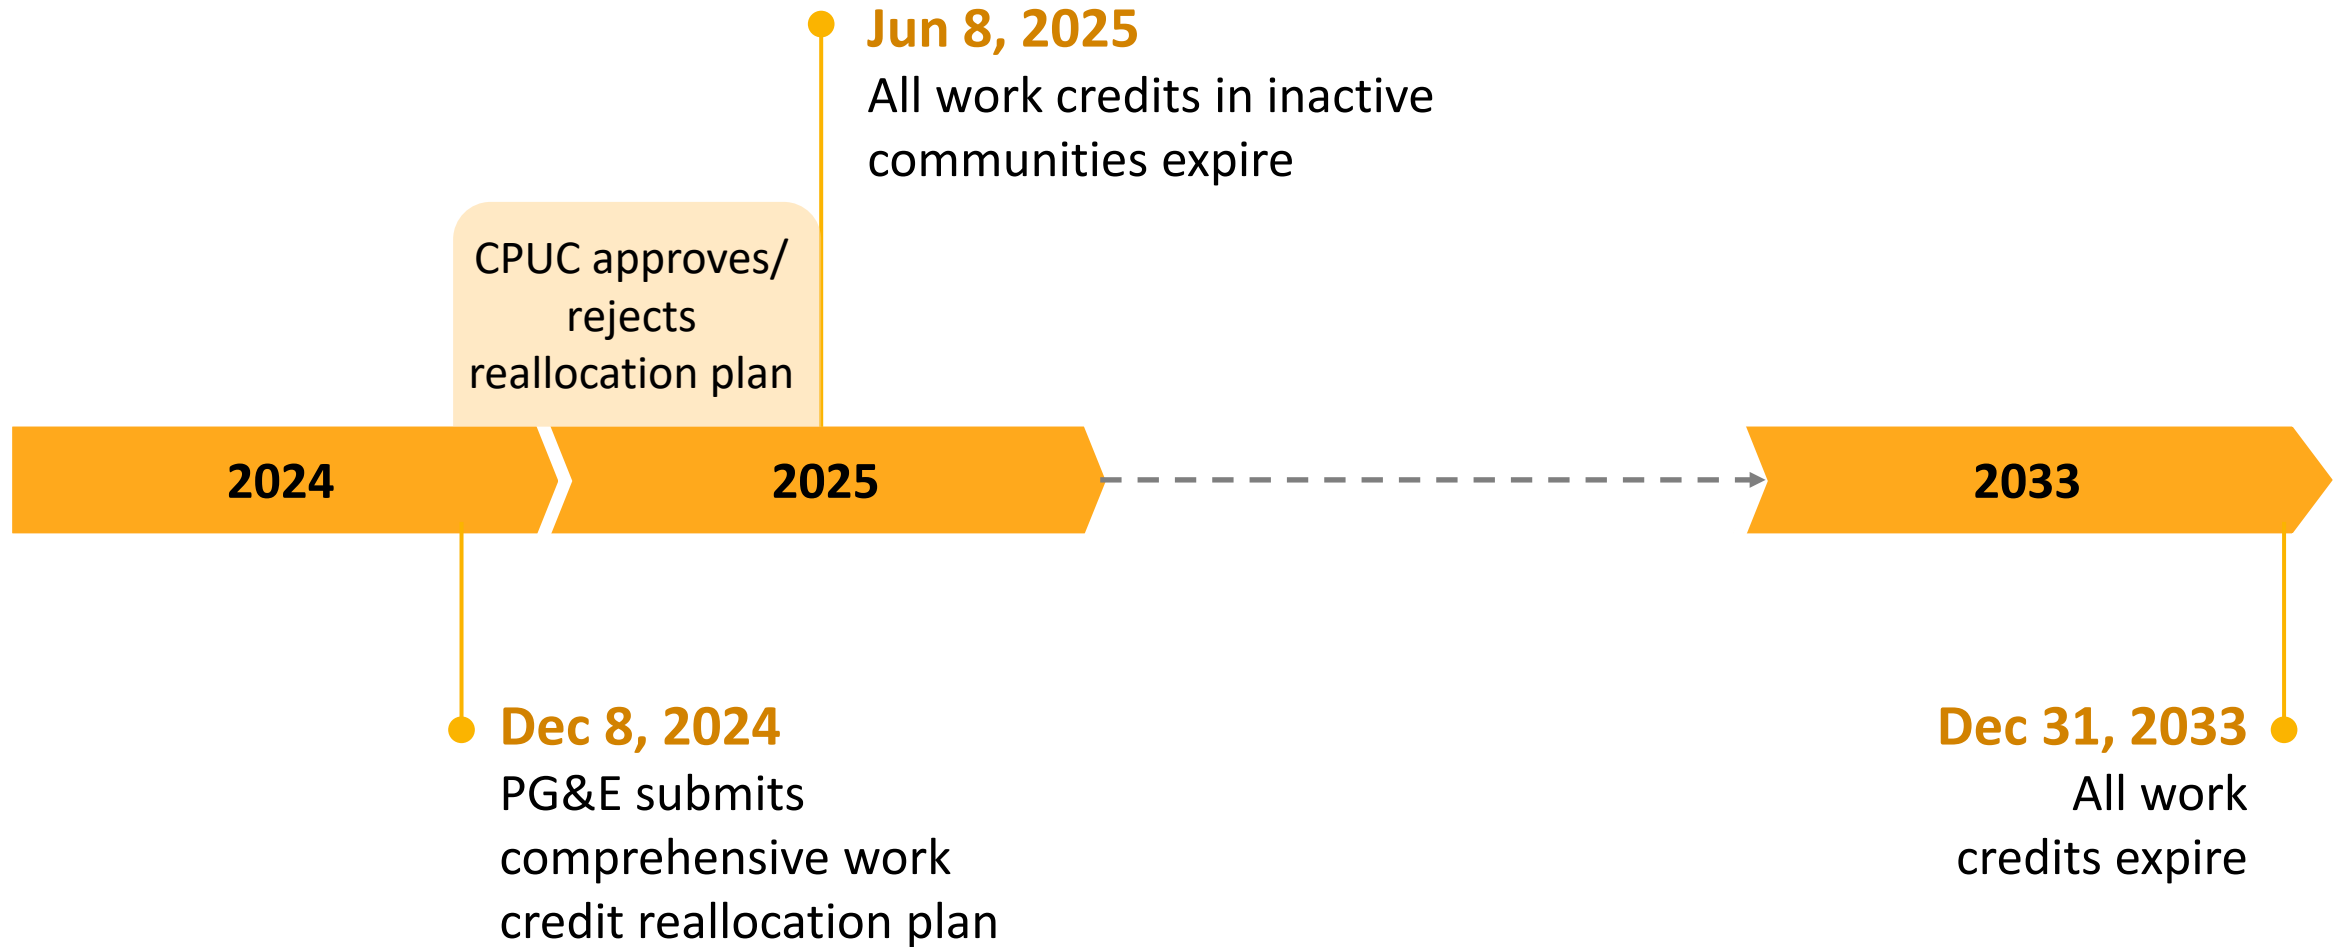 Jun 8, 2025
All work credits in inactive
communities expire
CPUC approves/
rejects
reallocation plan
2024
2025
2033
Dec 8, 2024
PG&E submits
comprehensive work
credit reallocation plan
Dec 31, 2033
All work
credits expire